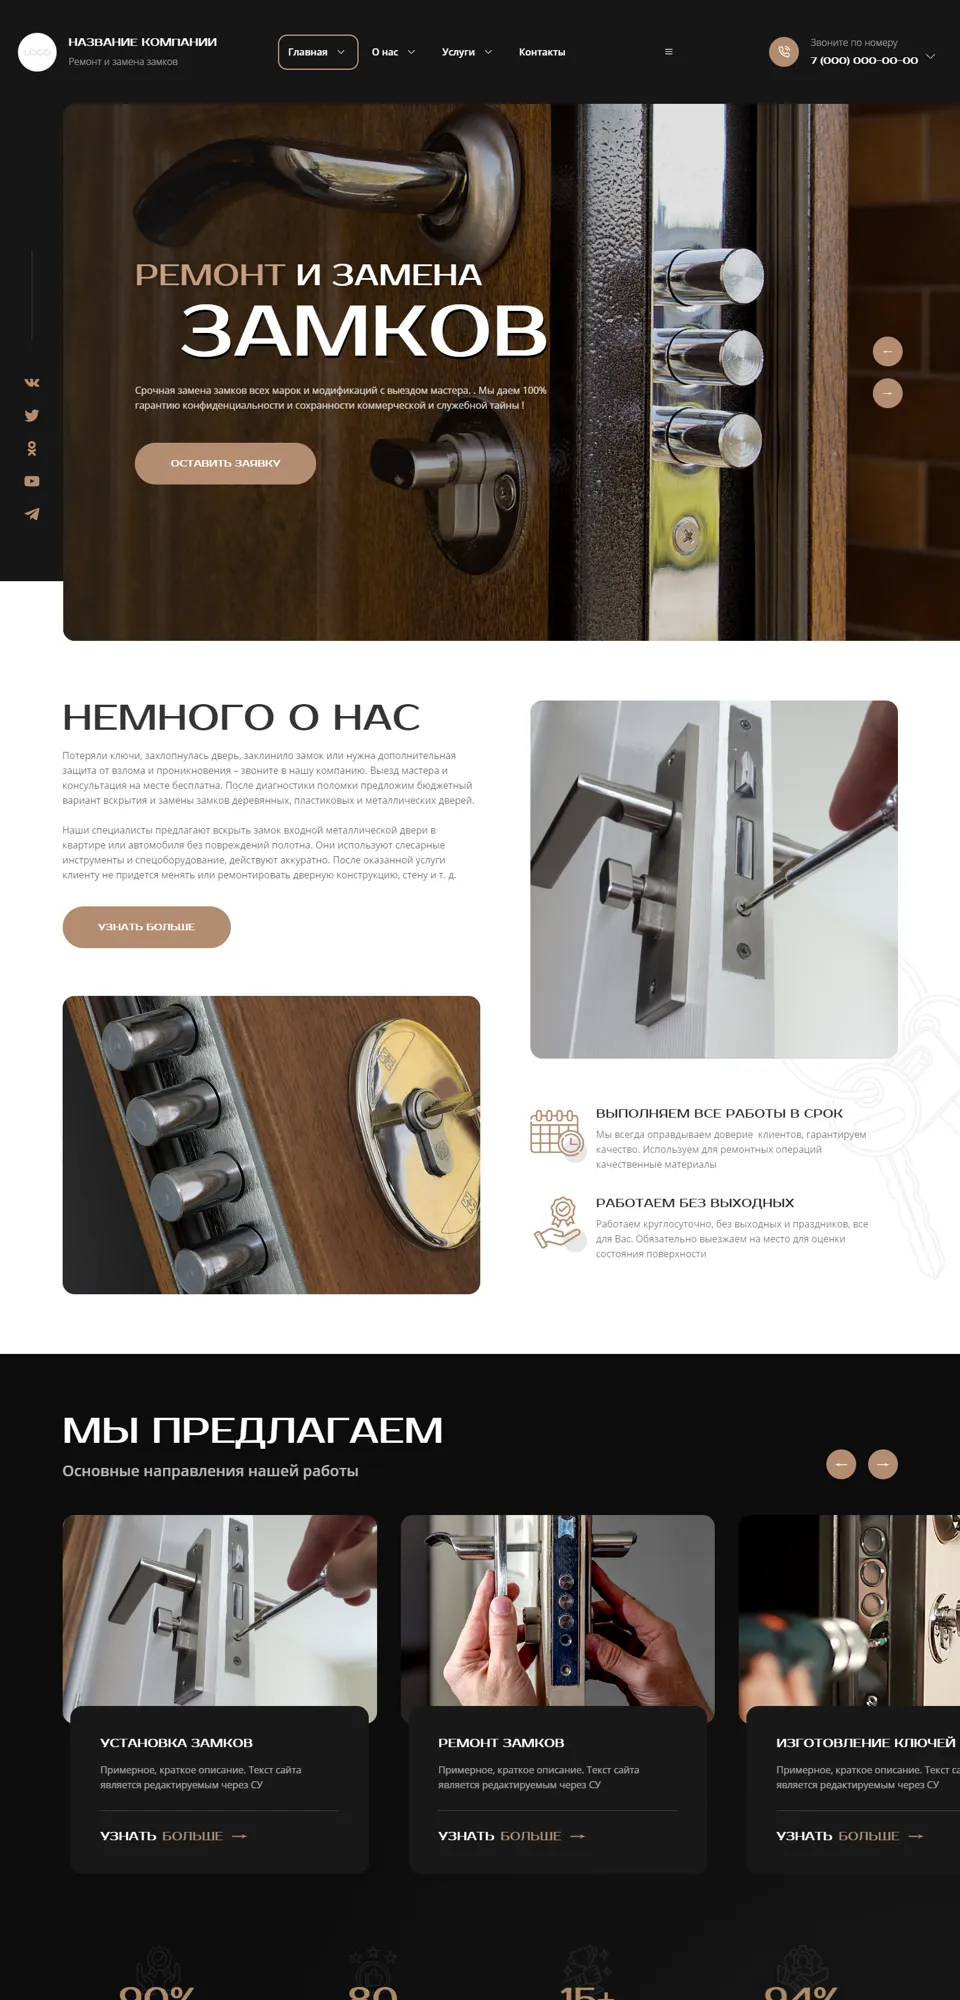 LOGO
НАЗВАНИЕ КОМПАНИИ
Ремонт и замена замков
Главная
О нас
Услуги
Контакты
Звоните по номеру
7 (000) 000-00-00
РЕМОНТ И ЗАМЕНА
ЗАМКОВ
Срочная замена замков всех марок и модификаций с выездом мастера. . Мы даем 100%
гарантию конфиденциальности и сохранности коммерческой и служебной тайны !
ОСТАВИТЬ ЗАЯВКУ
НЕМНОГО О НАС
Потеряли ключи, захлопнулась дверь, заклинило замок или нужна дополнительная
защита от взлома и проникновения – звоните в нашу компанию. Выезд мастера и
консультация на месте бесплатна. После диагностики поломки предложим бюджетный
вариант вскрытия и замены замков деревянных, пластиковых и металлических дверей.
Наши специалисты предлагают вскрыть замок входной металлической двери в
квартире или автомобиля без повреждений полотна. Они используют слесарные
инструменты и спецоборудование, действуют аккуратно. После оказанной услуги
клиенту не придется менять или ремонтировать дверную конструкцию, стену и т. д.
УЗНАТЬ БОЛЬШЕ
ВЫПОЛНЯЕМ ВСЕ РАБОТЫ В СРОК
Мы всегда оправдываем доверие  клиентов, гарантируем
качество. Используем для ремонтных операций
качественные материалы
РАБОТАЕМ БЕЗ ВЫХОДНЫХ
Работаем круглосуточно, без выходных и праздников, все
для Вас. Обязательно выезжаем на место для оценки
состояния поверхности
МЫ ПРЕДЛАГАЕМ
Основные направления нашей работы
УСТАНОВКА ЗАМКОВ
Примерное, краткое описание. Текст сайта
является редактируемым через СУ
УЗНАТЬ БОЛЬШЕ
РЕМОНТ ЗАМКОВ
Примерное, краткое описание. Текст сайта
является редактируемым через СУ
УЗНАТЬ БОЛЬШЕ
ИЗГОТОВЛЕНИЕ КЛЮЧЕЙ
Примерное, краткое описание. Текст са
является редактируемым через СУ
УЗНАТЬ БОЛЬШЕ
90%
80
15+
94%